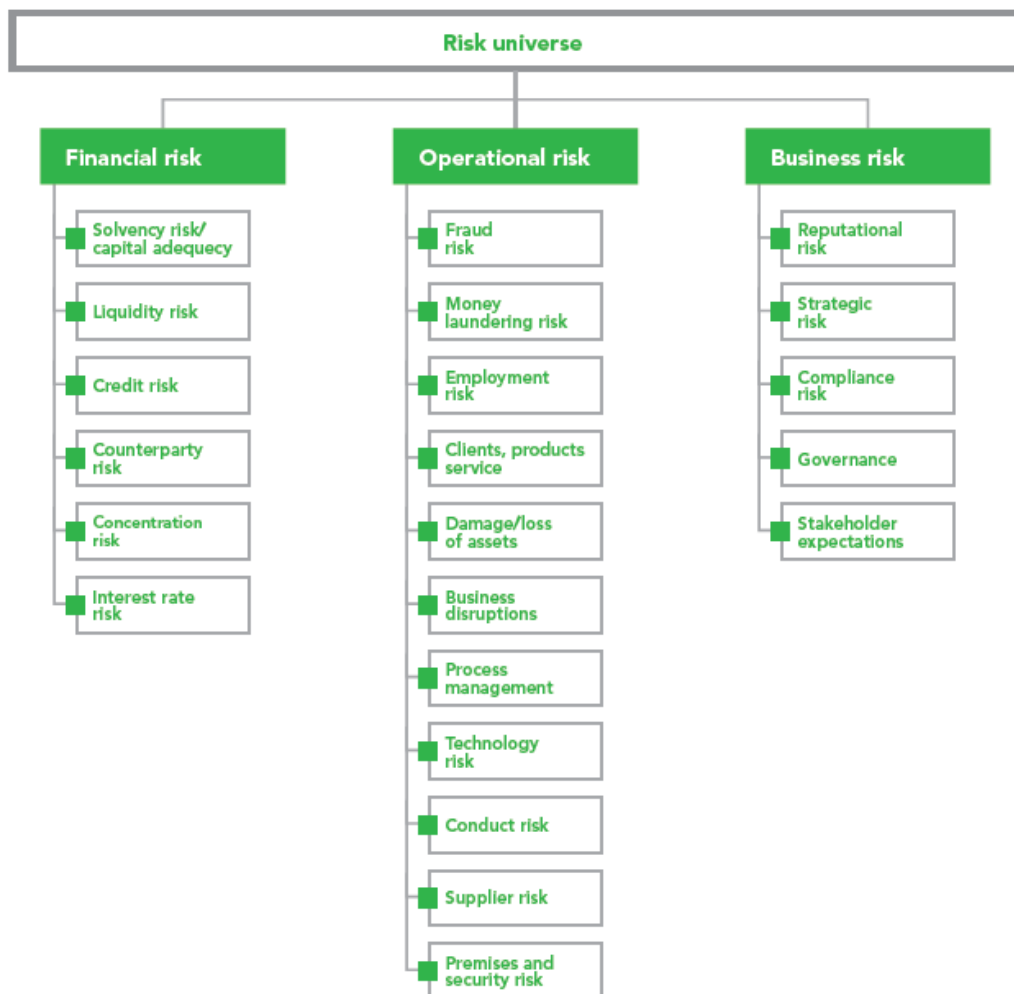 Risk universe
Financial risk
Solvency risk/
capital adequecy
Liquidity risk
Credit risk
Counterparty
risk
Concentration
risk
Interest rate
risk
Operational risk
Fraud
risk
Money
laundering risk
Employment
risk
Clients, products
service
Damage/loss
of assets
Business
disruptions
Process
management
Technology
risk
Conduct risk
Supplier risk
Premises and
security risk
Business risk
Reputational
risk
Strategic
risk
Compliance
risk
Governance
Stakeholder
expectations